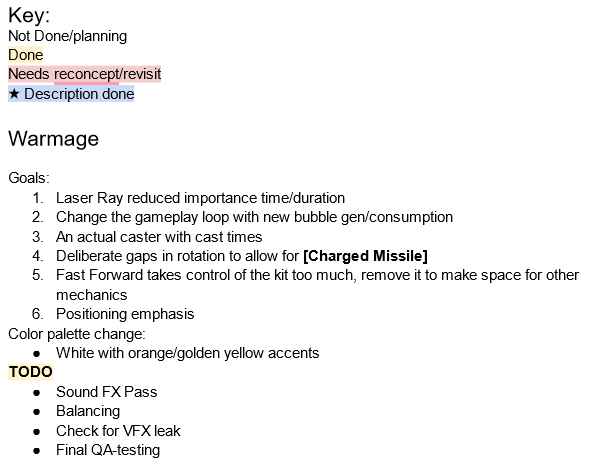 Key:
Not Done/planning
Done
Needs reconcept/revisit
★ Description done
Warmage
Goals:
1. Laser Ray reduced importance time/duration
2. Change the gameplay loop with new bubble gen/consumption
3. An actual caster with cast times
4. Deliberate gaps in rotation to allow for [Charged Missile]
5. Fast Forward takes control of the kit too much, remove it to make space for other
mechanics
6. Positioning emphasis
Color palette change:
● White with orange/golden yellow accents
TODO
● Sound FX Pass
● Balancing
● Check for VFX leak
● Final QA-testing